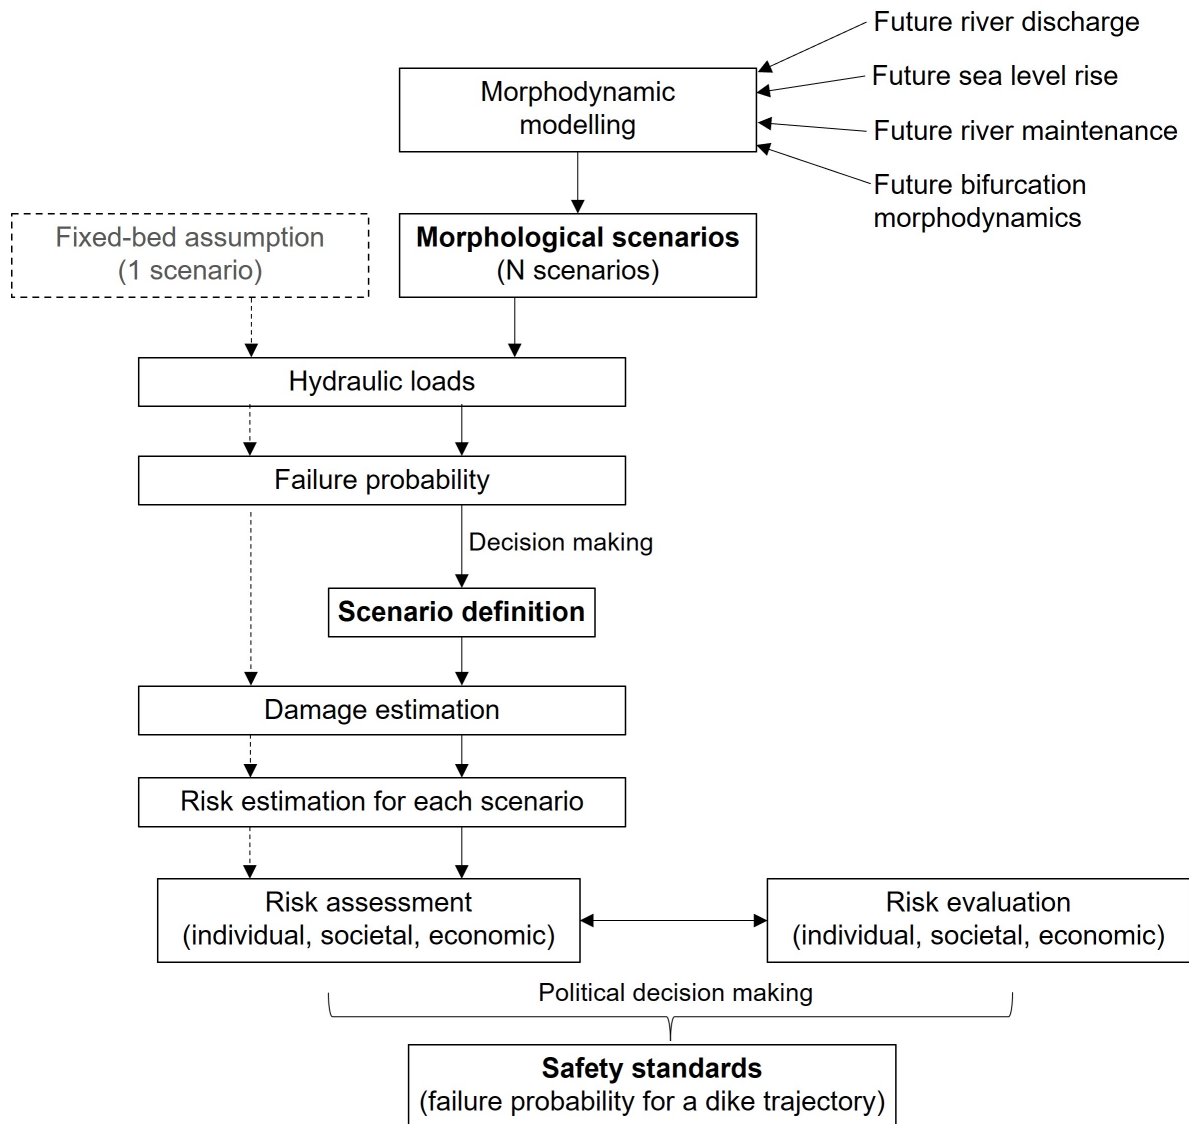 Future river discharge
Future sea level rise
Future river maintenance
Future bifurcation
morphodynamics
Morphodynamic
modelling
Fixed-bed assumption
(1 scenario)
Morphological scenarios
(N scenarios)
Hydraulic loads
Failure probability
Decision making
Scenario definition
Damage estimation
Risk estimation for each scenario
Risk assessment
(individual, societal, economic)
Risk evaluation
(individual, societal, economic)
Political decision making
Safety standards
(failure probability for a dike trajectory)